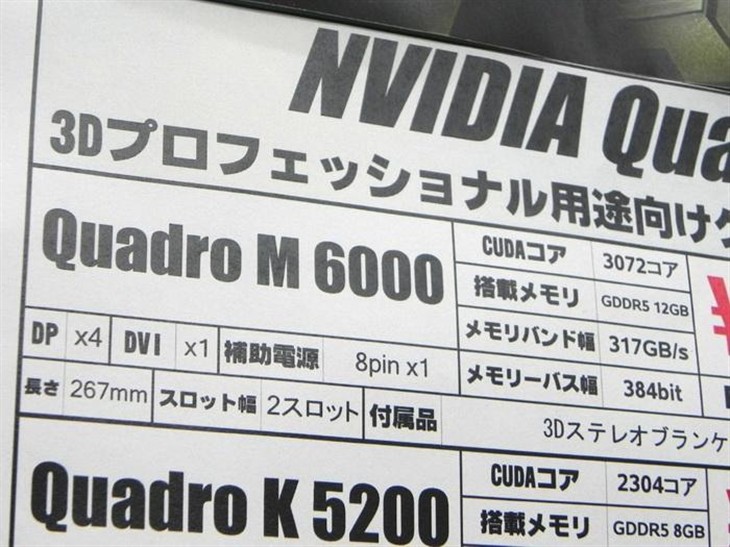 NVIDIA Qua
3Dプロフェッショナル用途向け
Quadro M 6000
CUDAコア 3072コア
搭載メモリ GDDR5 12GB
メモリバンド幅 317GB/s
メモリーバス幅 384bit
DP x4 DVI x1 補助電源 8pin x1
長さ 267mm スロット幅 2スロット 付属品 3Dステレオブランケ
Quadro K 5200
CUDAコア 2304コア
搭載メモリ GDDR5 8GB